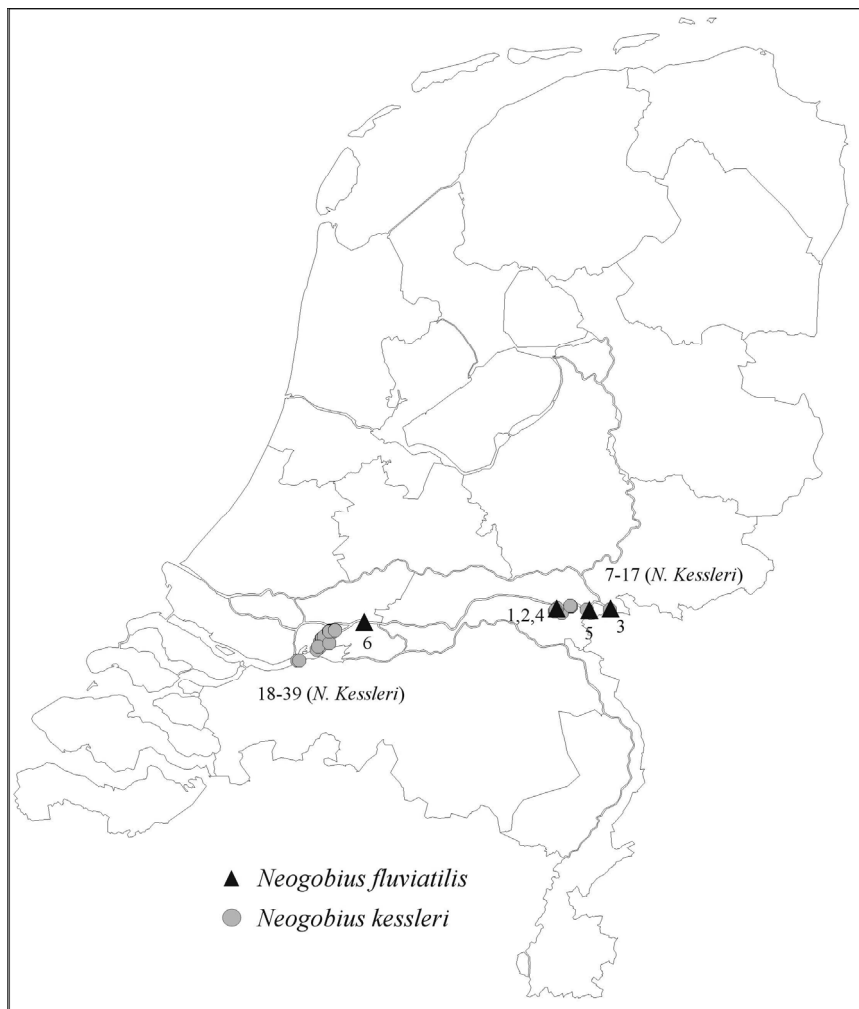 7-17 (N. Kessleri)
1,2,4
5
3
6
18-39 (N. Kessleri)
Neogobius fluviatilis
Neogobius kessleri